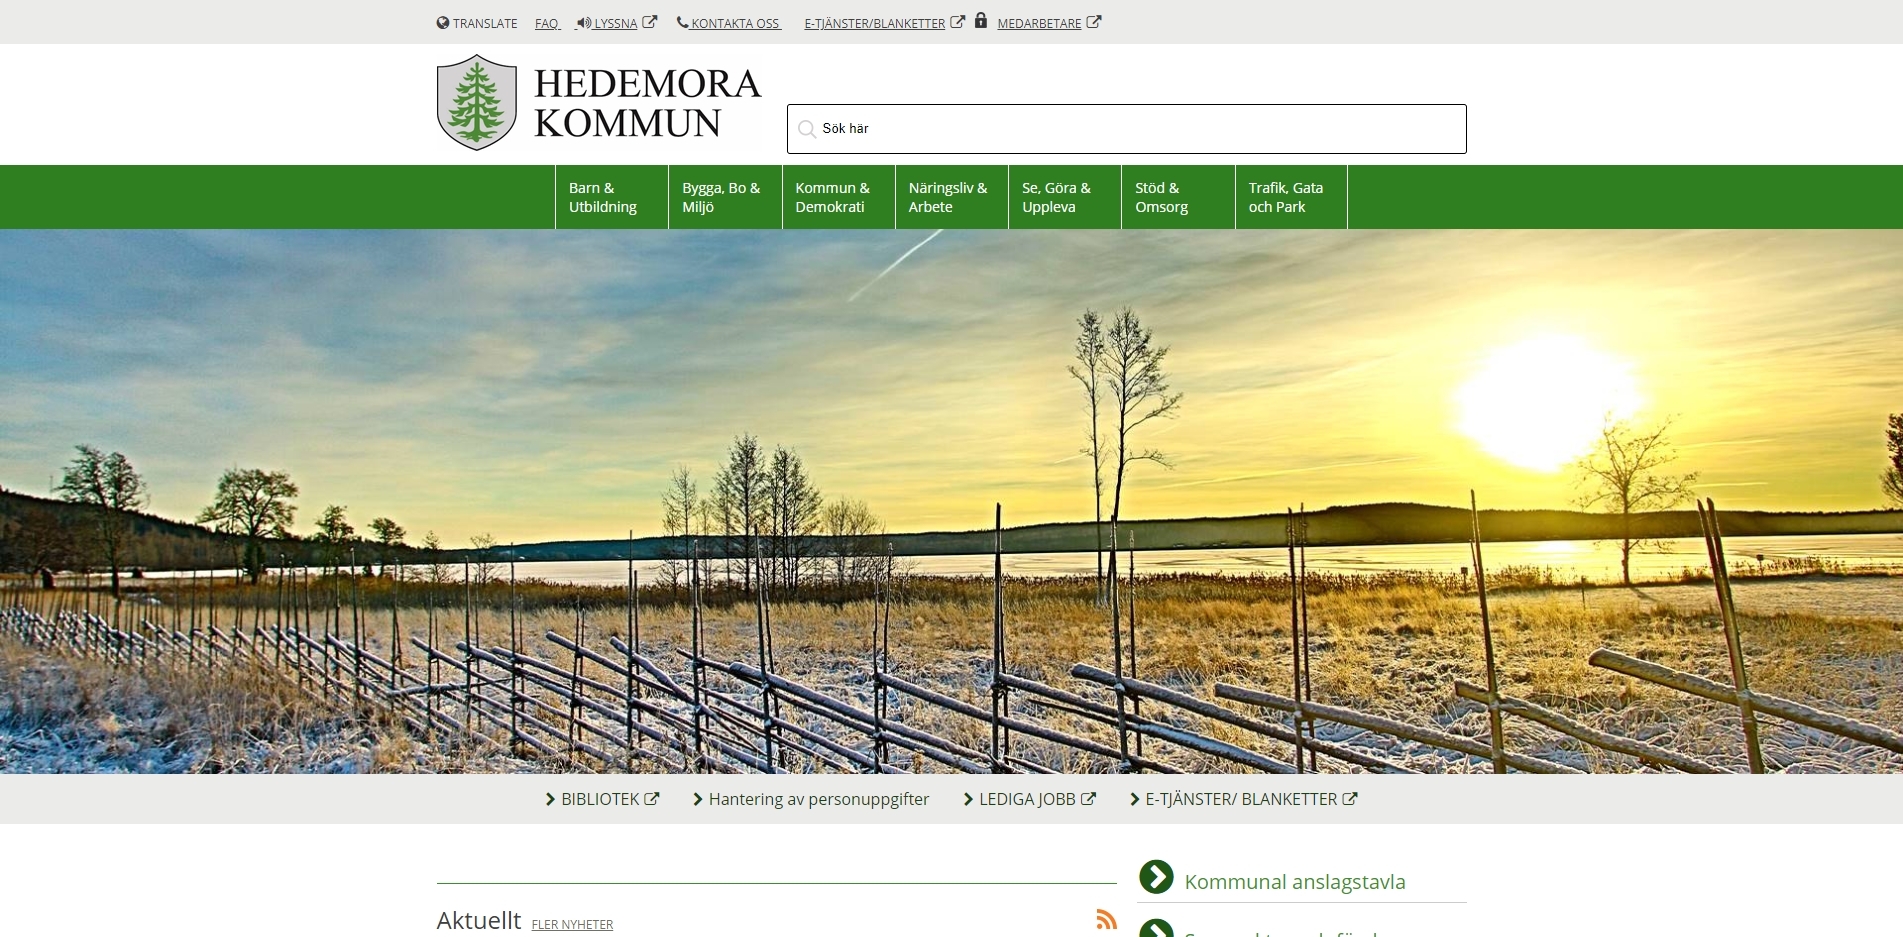 TRANSLATE FAQ LYSSNA KONTAKTA OSS E-TJÄNSTER/BLANKETTER MEDARBETARE
HEDEMORA
KOMMUN
Sök här
Barn &
Utbildning
Bygga, Bo &
Miljö
Kommun &
Demokrati
Näringsliv &
Arbete
Se, Göra &
Uppleva
Stöd &
Omsorg
Trafik, Gata
och Park
BIBLIOTEK Hantering av personuppgifter LEDIGA JOBB E-TJÄNSTER/ BLANKETTER
Kommunal anslagstavla
Aktuellt FLER NYHETER